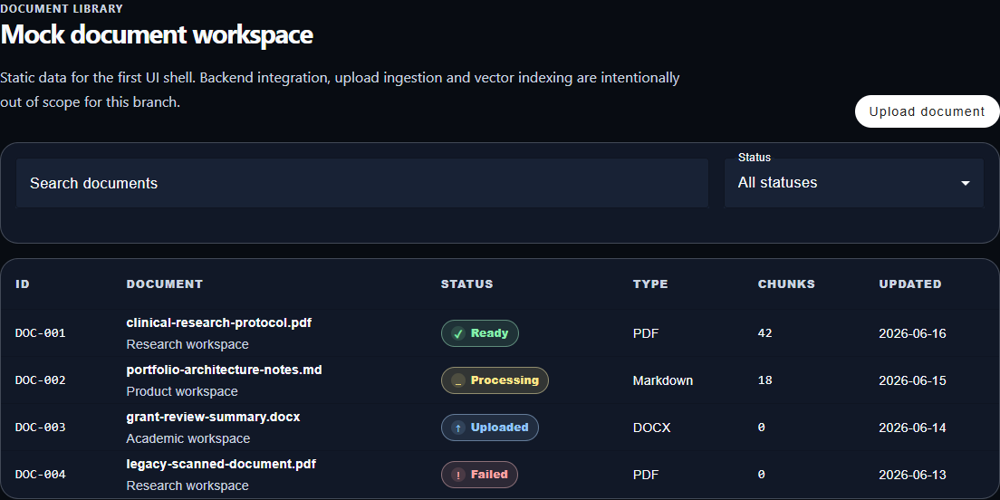 DOCUMENT LIBRARY
Mock document workspace
Static data for the first UI shell. Backend integration, upload ingestion and vector indexing are intentionally
out of scope for this branch.
Upload document
Status
Search documents
All statuses
ID DOCUMENT STATUS TYPE CHUNKS UPDATED
clinical-research-protocol.pdf
DOC-001 ✓ Ready PDF 42 2026-06-16
Research workspace
portfolio-architecture-notes.md
DOC-002 … Processing Markdown 18 2026-06-15
Product workspace
grant-review-summary.docx
DOC-003 ↑ Uploaded DOCX 0 2026-06-14
Academic workspace
legacy-scanned-document.pdf
DOC-004 ! Failed PDF 0 2026-06-13
Research workspace